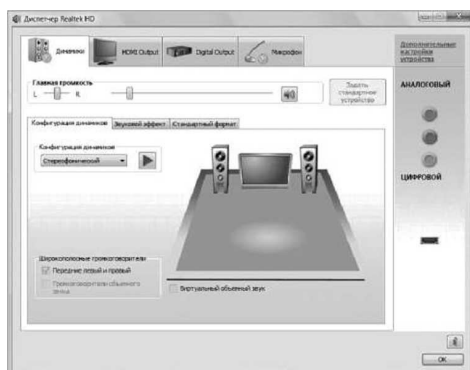 Диспетчер Realtek HD
Динамики
HDMI Output
Digital Output
Микрофон
Дополнительные
настройки
устройства
Главная громкость
L
R
Задать
стандартное
устройство
АНАЛОГОВЫЙ
Конфигурация динамиков
Звуковой эффект
Стандартный формат
Конфигурация динамиков
Стереофонический
ЦИФРОВОЙ
Широкополосные громкоговорители
Передние левый и правый
Громкоговорители объемного
звука
Виртуальный объемный звук
OK